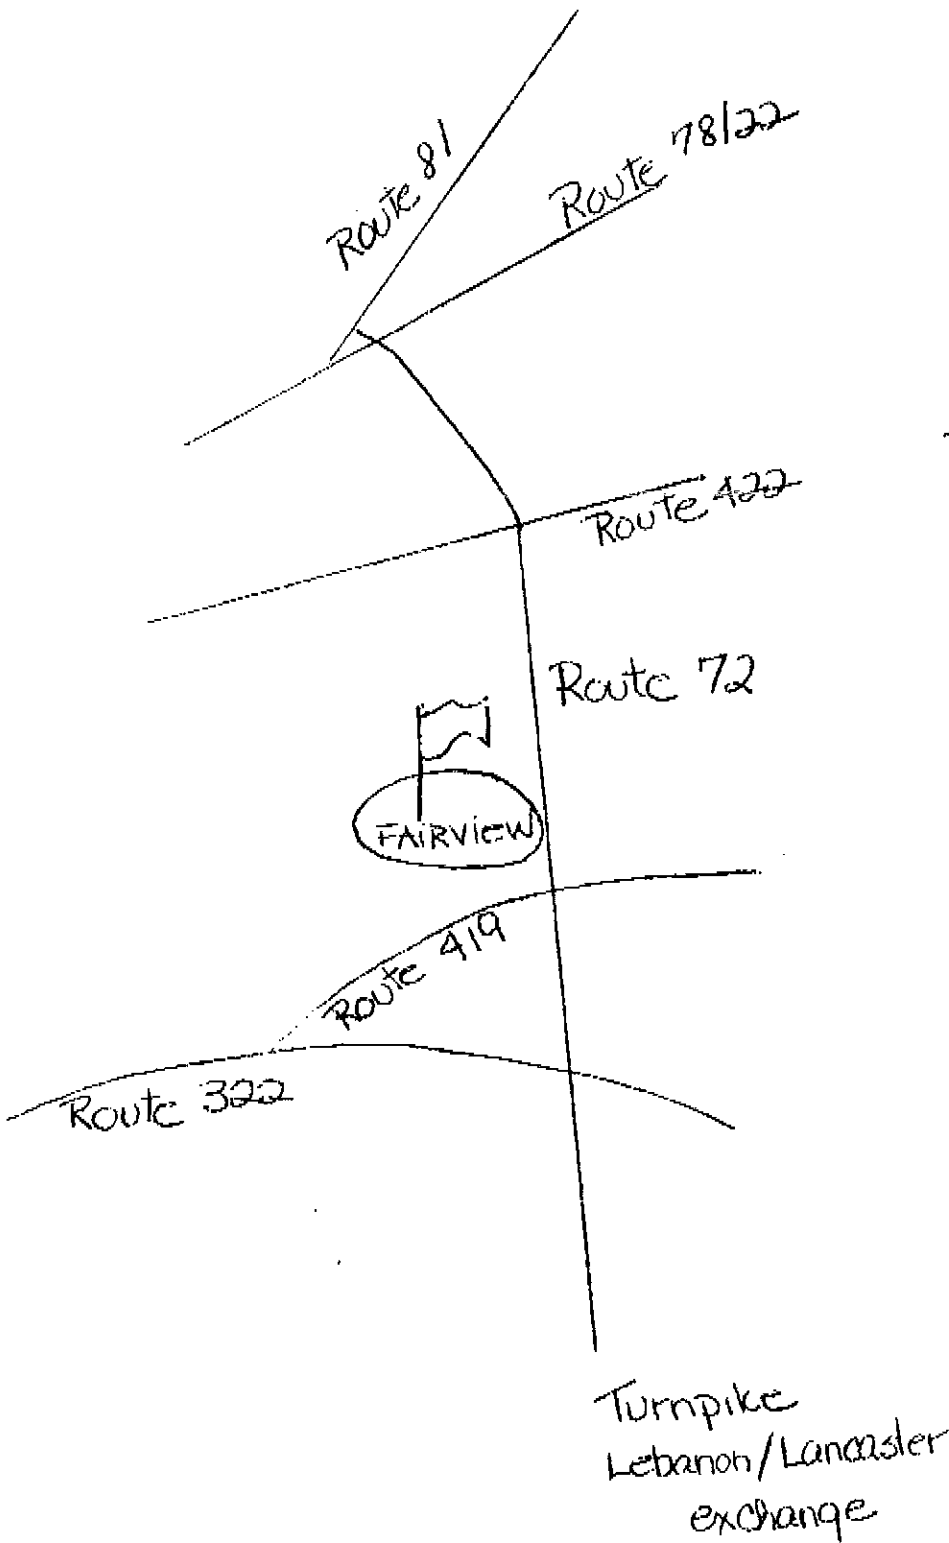 Route 81
Route 78/22
Route 422
Route 72
FAIRVIEW
Route 419
Route 322
Turnpike
Lebanon/Lancaster
exchange